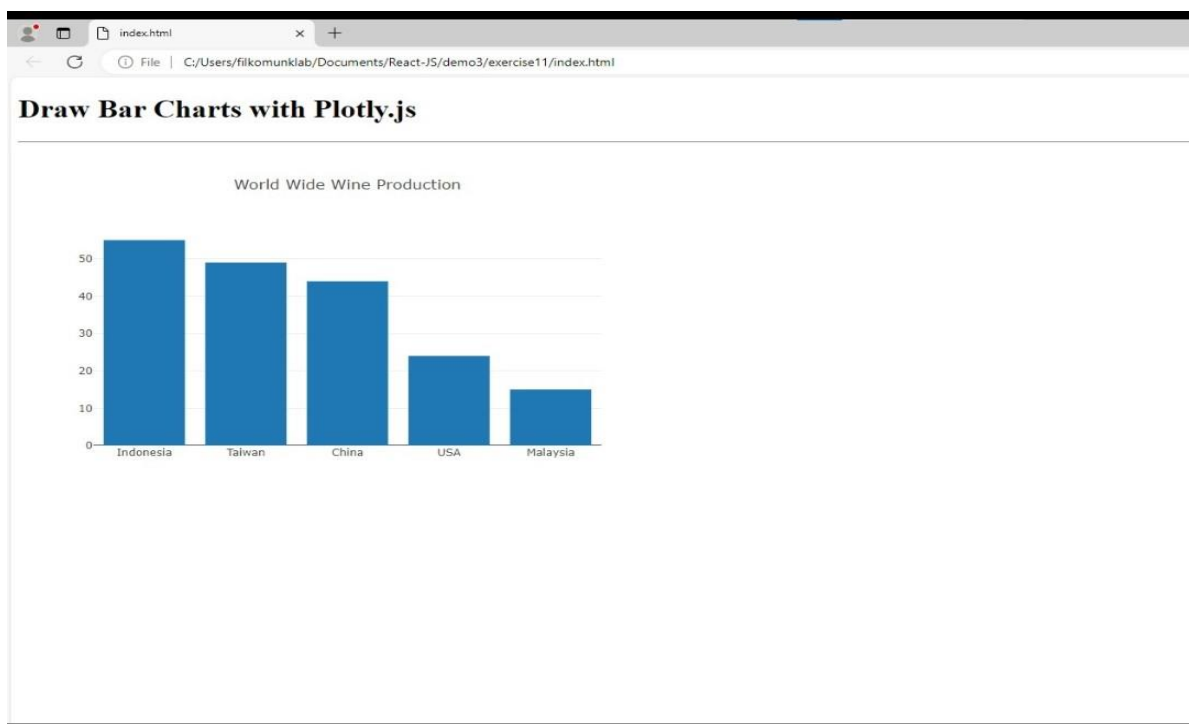 index.html
File | C:/Users/filkomunklab/Documents/React-JS/demo3/exercise11/index.html
Draw Bar Charts with Plotly.js
World Wide Wine Production
50
40
30
20
10
0
Indonesia Taiwan China USA Malaysia